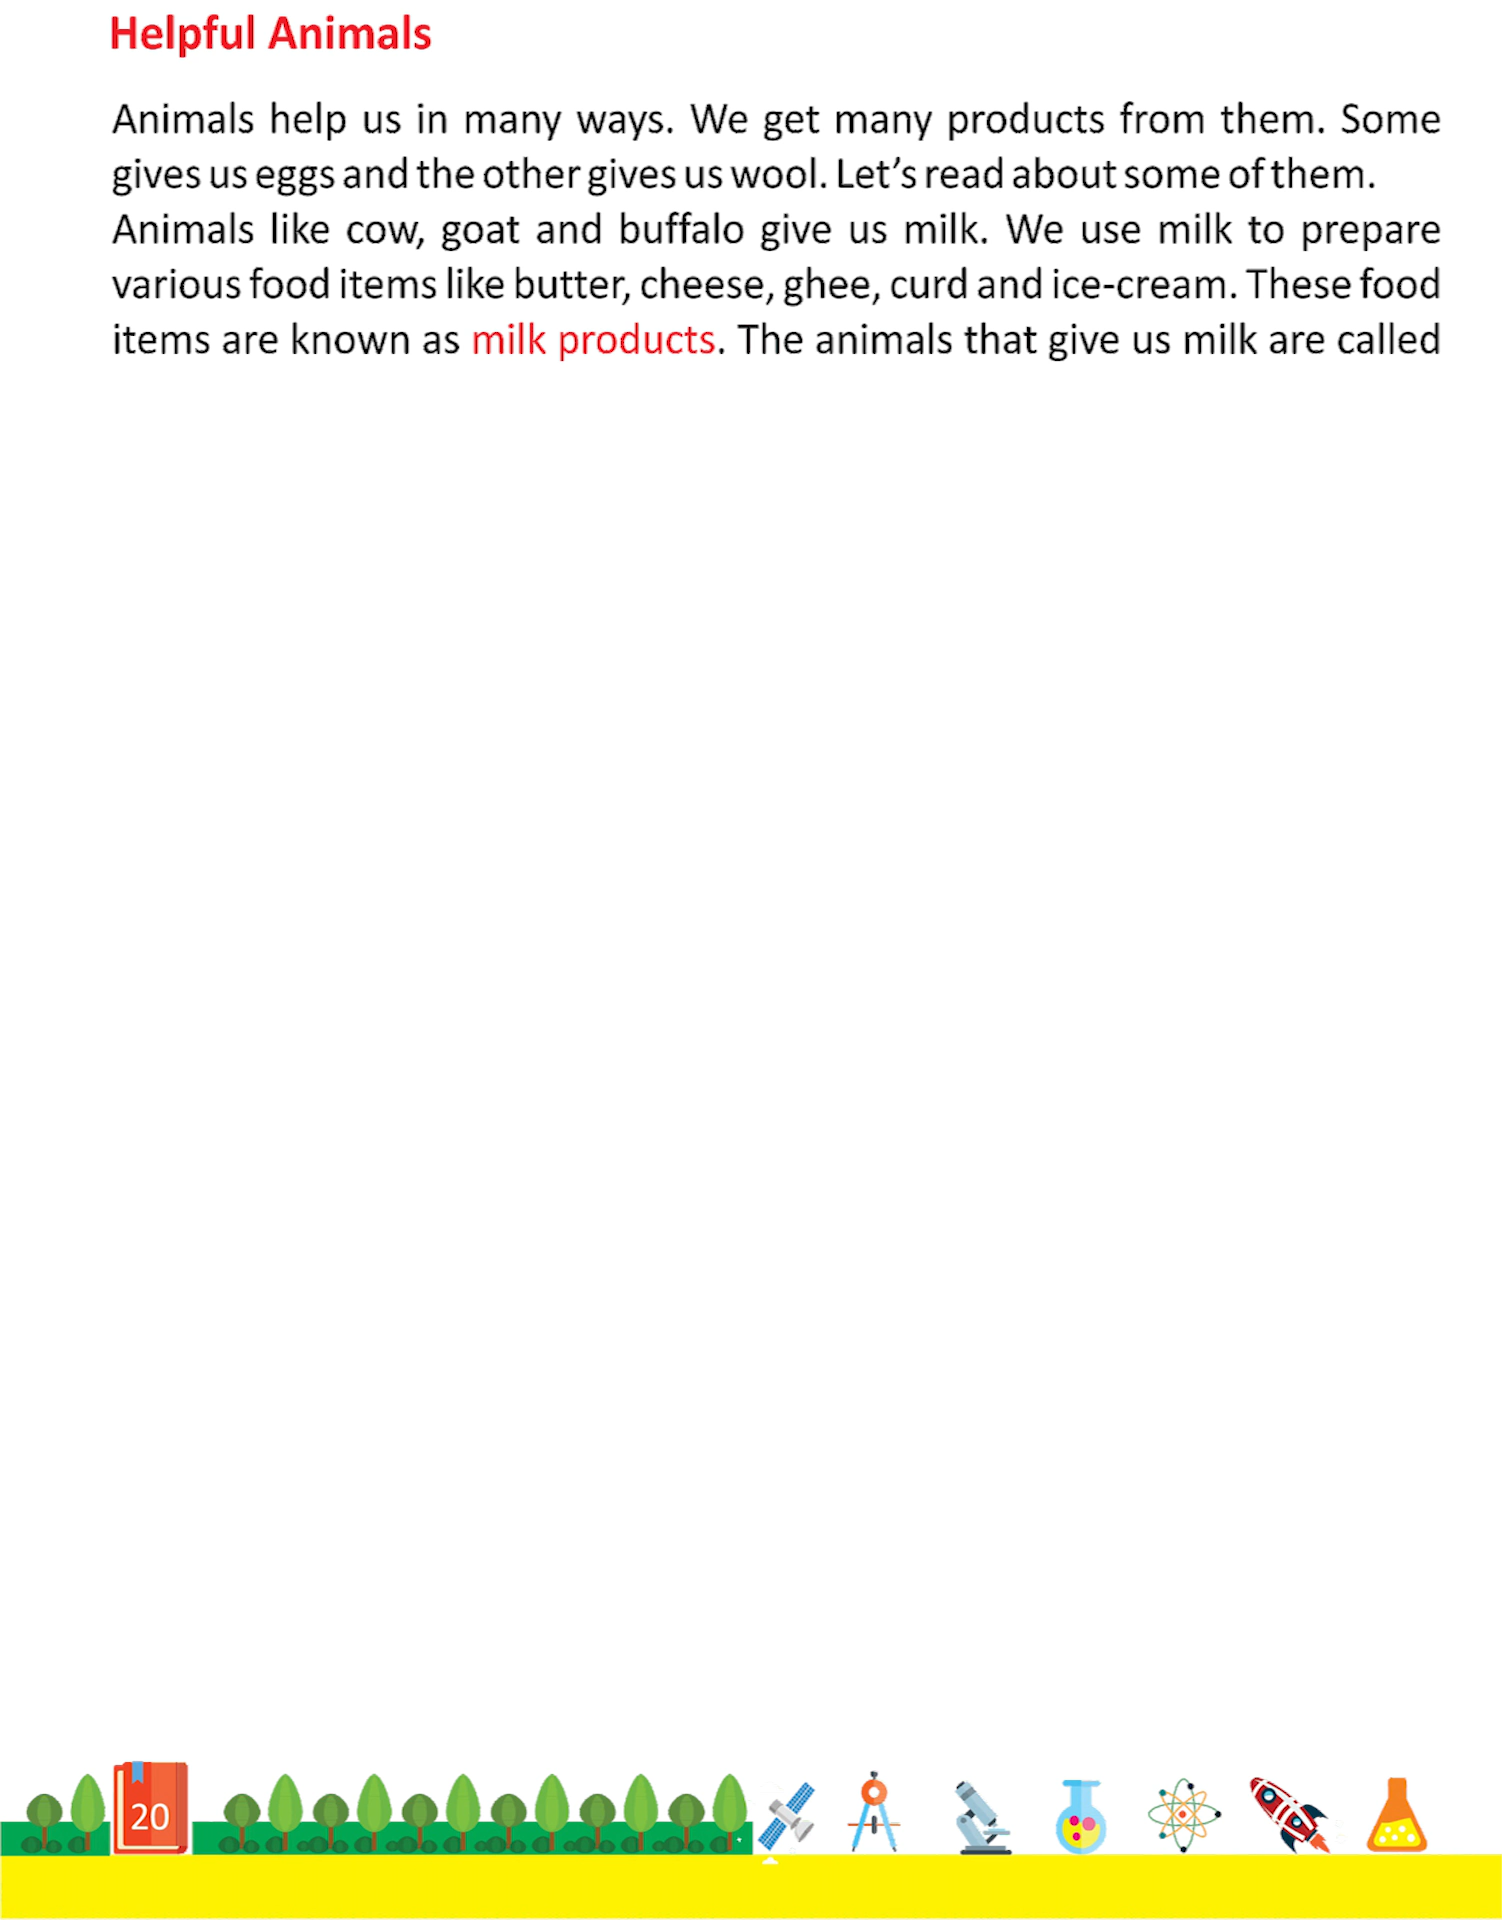 Helpful Animals
Animals help us in many ways. We get many products from them. Some
gives us eggs and the other gives us wool. Let’s read about some of them.
Animals like cow, goat and buffalo give us milk. We use milk to prepare
various food items like butter, cheese, ghee, curd and ice-cream. These food
items are known as milk products. The animals that give us milk are called
20